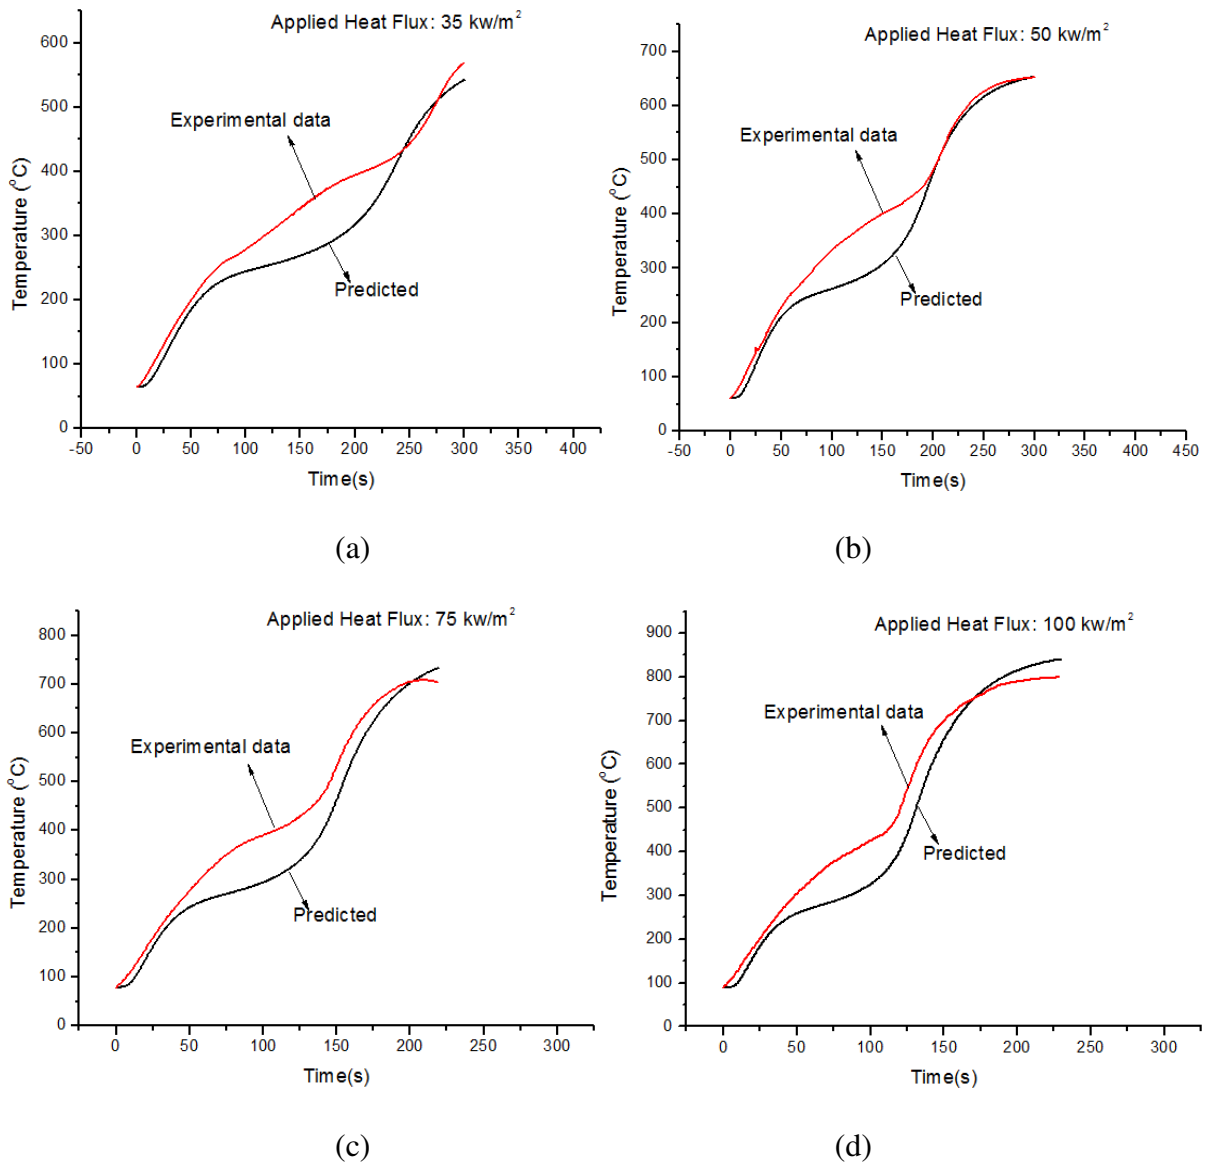 Applied Heat Flux: 35 kw/m²
600
500
400
300
200
100
0
-50 0 50 100 150 200 250 300 350 400
Temperature (°C)
Time(s)
Experimental data
Predicted
(a)
Applied Heat Flux: 50 kw/m²
700
600
500
400
300
200
100
0
-50 0 50 100 150 200 250 300 350 400 450
Temperature (°C)
Time(s)
Experimental data
Predicted
(b)
Applied Heat Flux: 75 kw/m²
800
700
600
500
400
300
200
100
0
0 50 100 150 200 250 300
Temperature (°C)
Time(s)
Experimental data
Predicted
(c)
Applied Heat Flux: 100 kw/m²
900
800
700
600
500
400
300
200
100
0
0 50 100 150 200 250 300
Temperature (°C)
Time(s)
Experimental data
Predicted
(d)